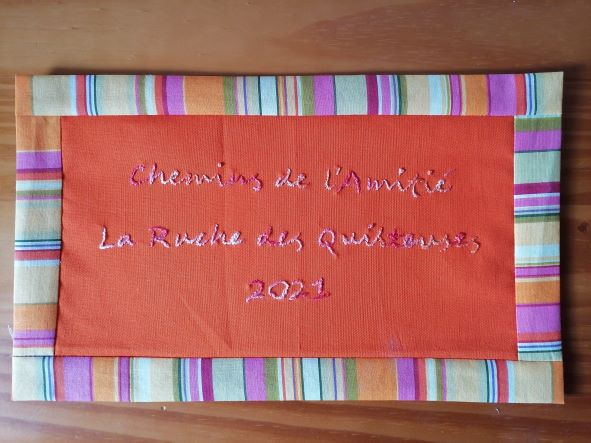 Chemins de l'Amitié
La Ruche des Quilteuses
2021